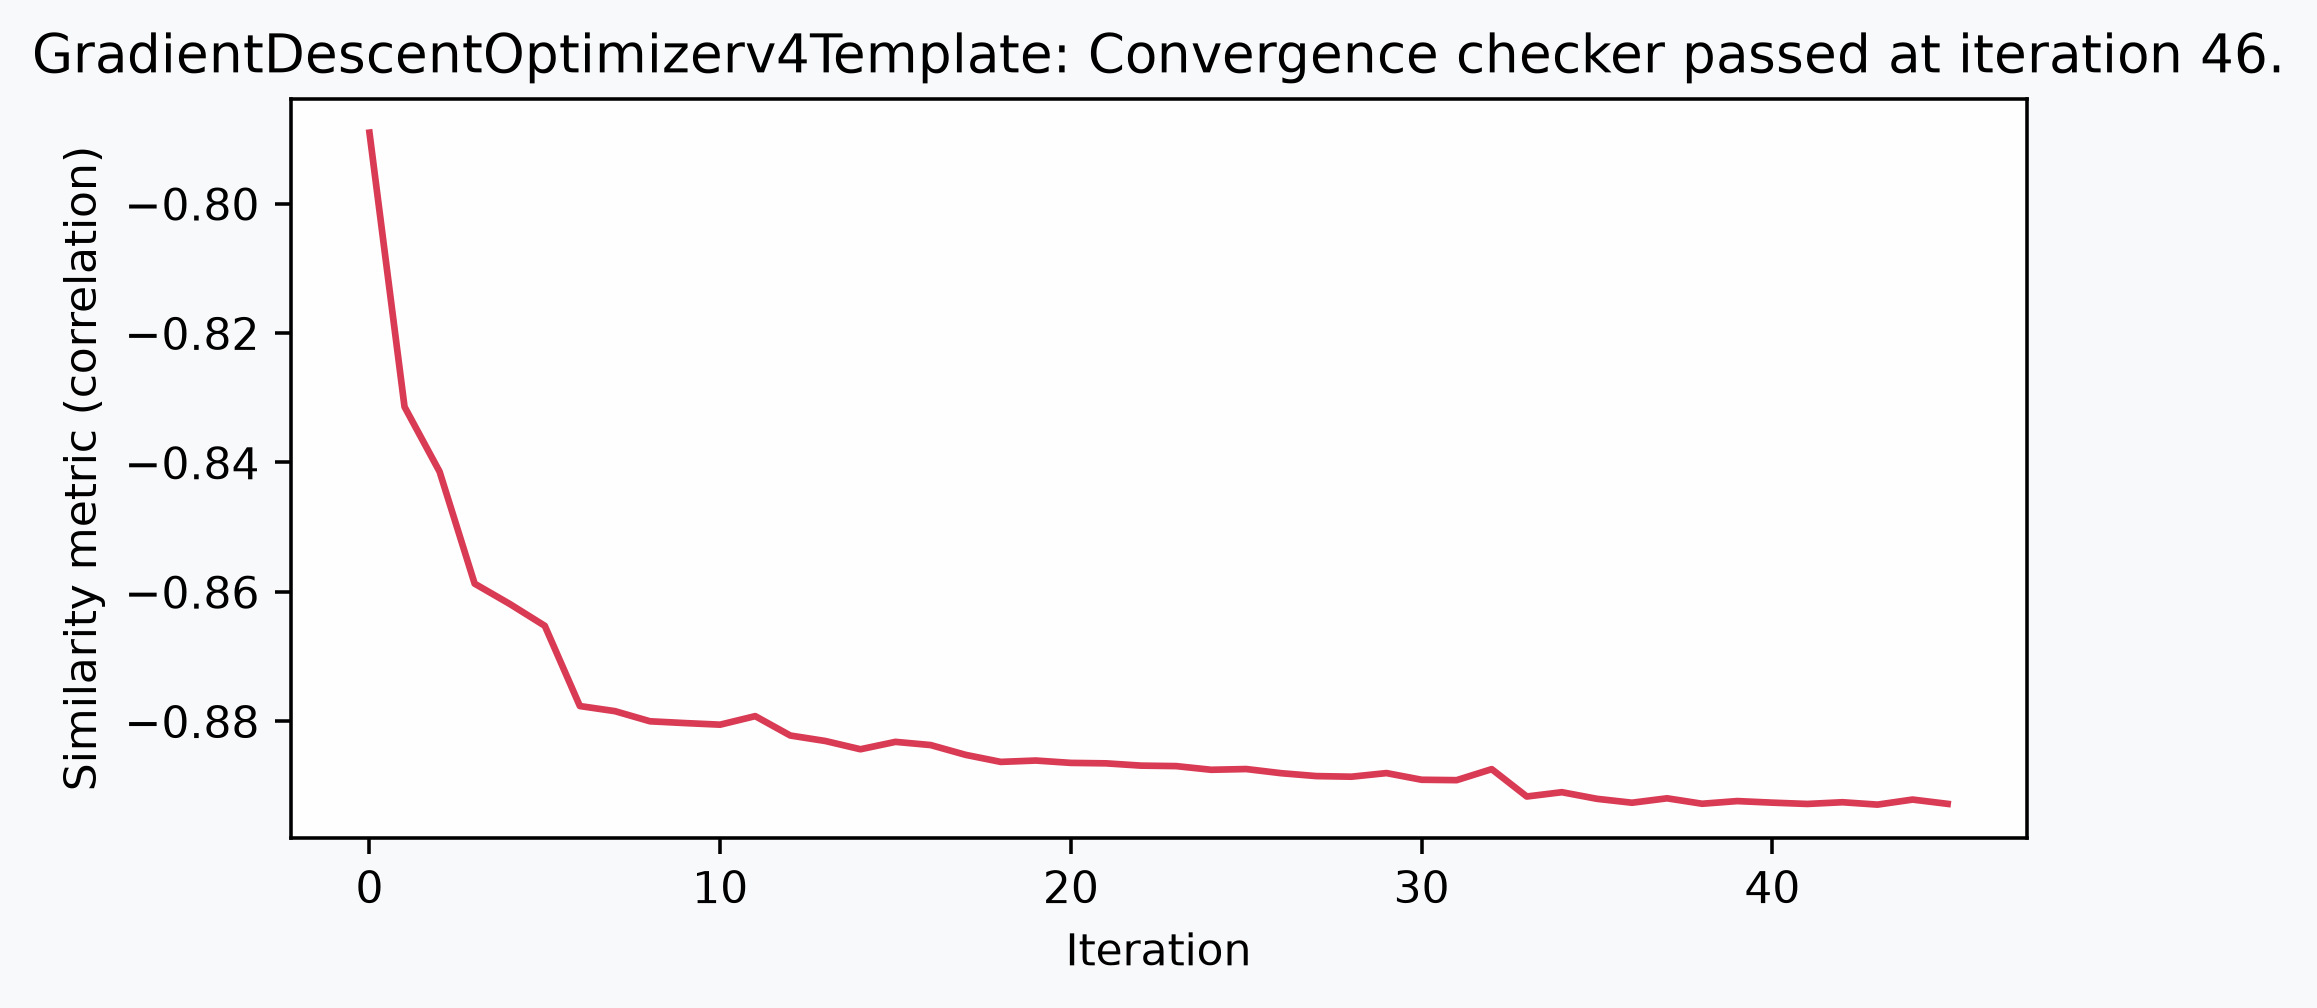 GradientDescentOptimizerv4Template: Convergence checker passed at iteration 46.
Similarity metric (correlation)
−0.80
−0.82
−0.84
−0.86
−0.88
0 10 20 30 40
Iteration